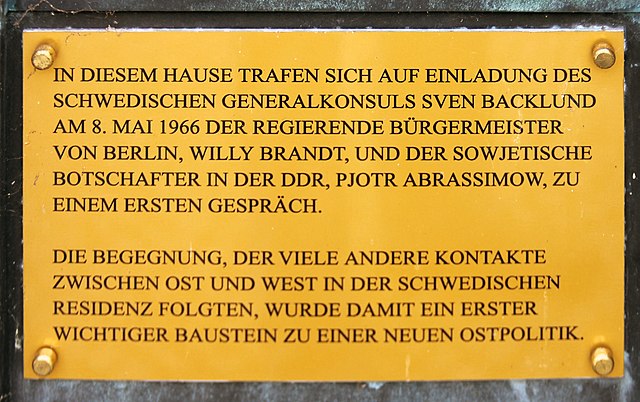 IN DIESEM HAUSE TRAFEN SICH AUF EINLADUNG DES
SCHWEDISCHEN GENERALKONSULS SVEN BACKLUND
AM 8. MAI 1966 DER REGIERENDE BÜRGERMEISTER
VON BERLIN, WILLY BRANDT, UND DER SOWJETISCHE
BOTSCHAFTER IN DER DDR, PJOTR ABRASSIMOW, ZU
EINEM ERSTEN GESPRÄCH.
DIE BEGEGNUNG, DER VIELE ANDERE KONTAKTE
ZWISCHEN OST UND WEST IN DER SCHWEDISCHEN
RESIDENZ FOLGTEN, WURDE DAMIT EIN ERSTER
WICHTIGER BAUSTEIN ZU EINER NEUEN OSTPOLITIK.